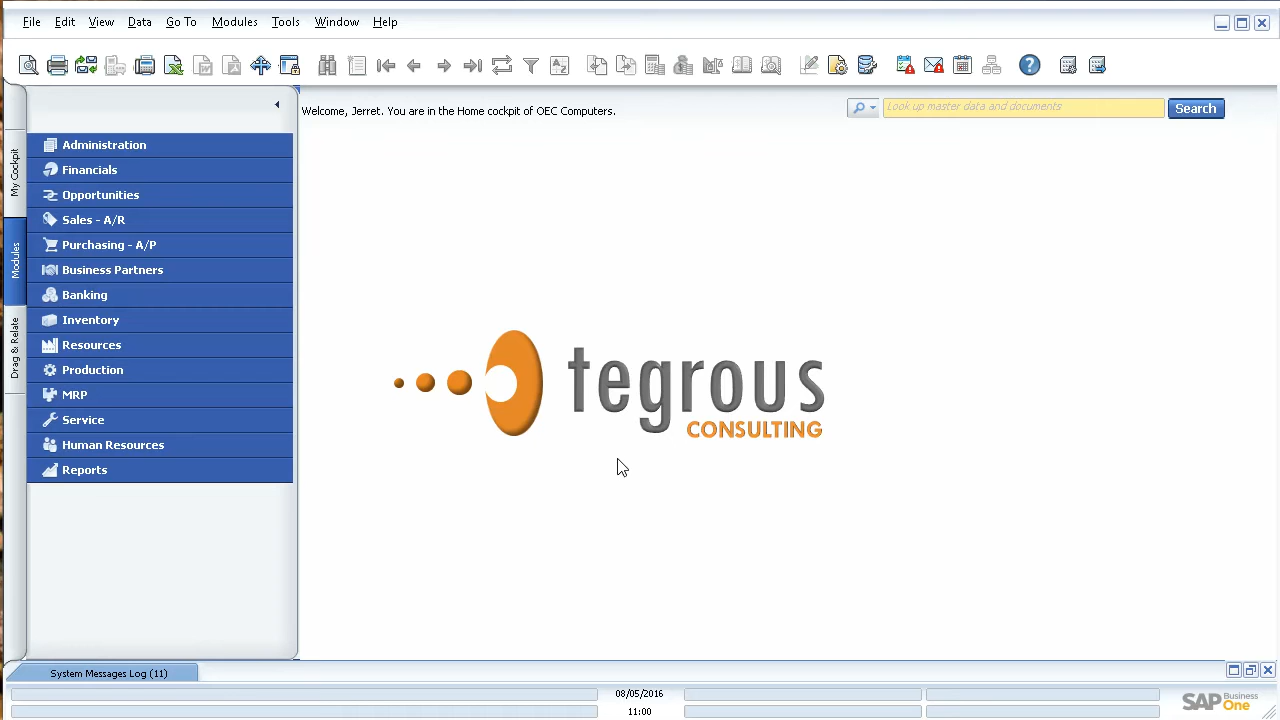 File Edit View Data Go To Modules Tools Window Help
Welcome, Jerret. You are in the Home cockpit of OEC Computers.
Look up master data and documents
Search
My Cockpit
Modules
Drag & Relate
Administration
Financials
Opportunities
Sales - A/R
Purchasing - A/P
Business Partners
Banking
Inventory
Resources
Production
MRP
Service
Human Resources
Reports
tegrous
CONSULTING
System Messages Log (11)
08/05/2016
11:00
SAP Business One